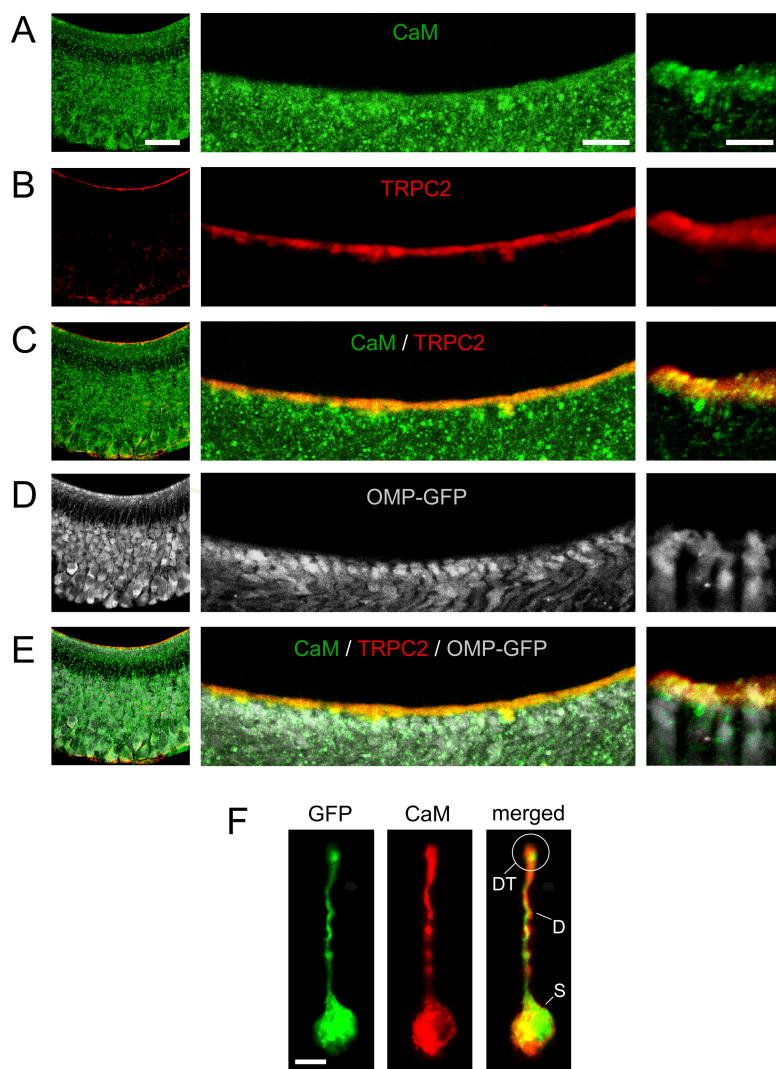 A
CaM
B
TRPC2
C
CaM / TRPC2
D
OMP-GFP
E
CaM / TRPC2 / OMP-GFP
F
GFP
CaM
merged
DT
D
S